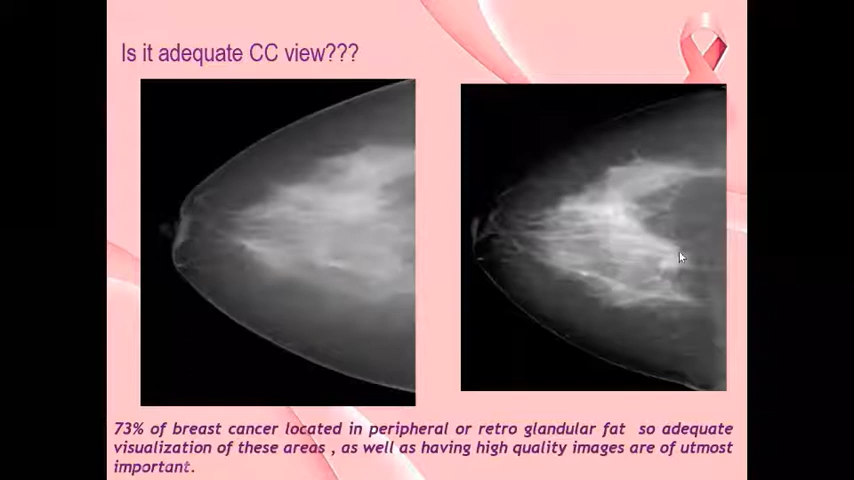 Is it adequate CC view???
73% of breast cancer located in peripheral or retro glandular fat so adequate
visualization of these areas , as well as having high quality images are of utmost
important.